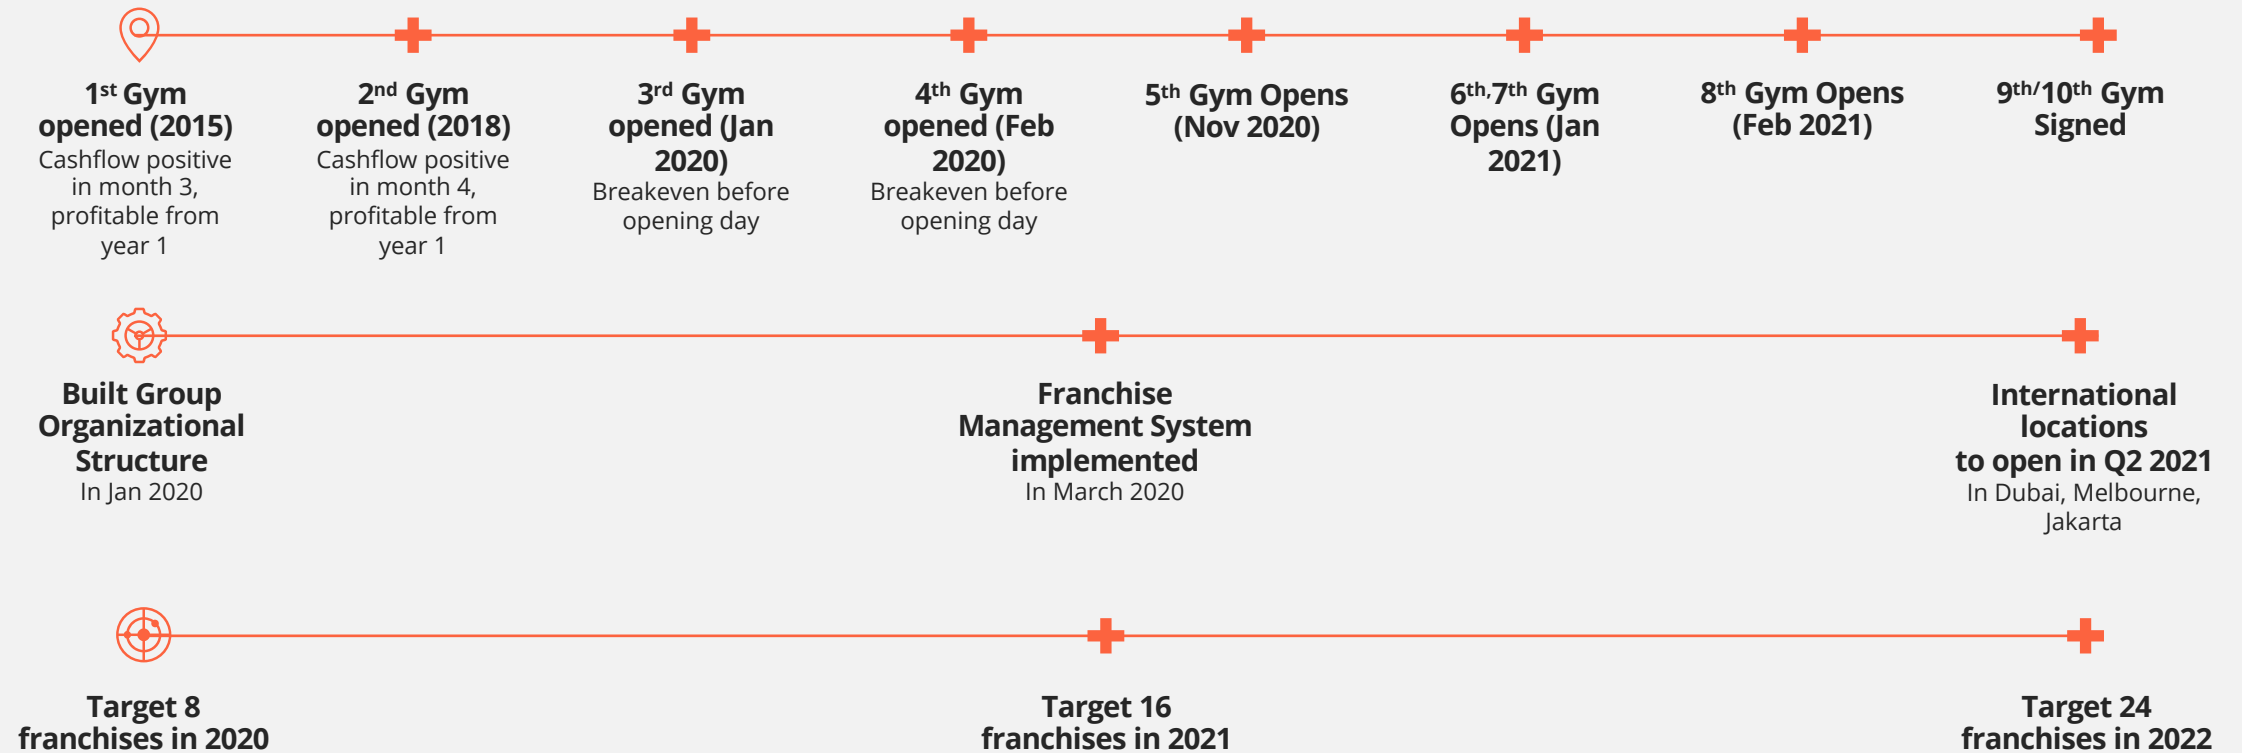 1st Gym
opened (2015)
Cashflow positive
in month 3,
profitable from
year 1
2nd Gym
opened (2018)
Cashflow positive
in month 4,
profitable from
year 1
3rd Gym
opened (Jan
2020)
Breakeven before
opening day
4th Gym
opened (Feb
2020)
Breakeven before
opening day
5th Gym Opens
(Nov 2020)
6th,7th Gym
Opens (Jan
2021)
8th Gym Opens
(Feb 2021)
9th/10th Gym
Signed
Built Group
Organizational
Structure
In Jan 2020
Franchise
Management System
implemented
In March 2020
International
locations
to open in Q2 2021
In Dubai, Melbourne,
Jakarta
Target 8
franchises in 2020
Target 16
franchises in 2021
Target 24
franchises in 2022